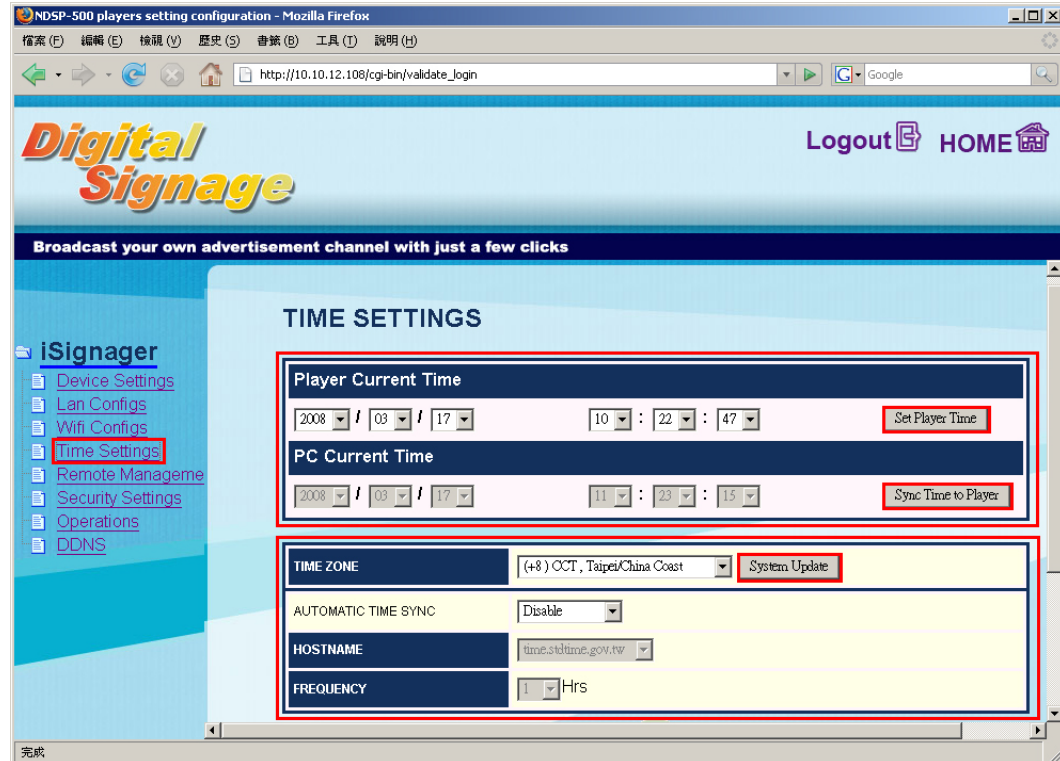 NDSP-500 players setting configuration - Mozilla Firefox
檔案(F) 編輯(E) 檢視(V) 歷史(S) 書籤(B) 工具(T) 說明(H)
http://10.10.12.108/cgi-bin/validate_login
G Google
Digital
Signage
Logout HOME
Broadcast your own advertisement channel with just a few clicks
iSignager
Device Settings
Lan Configs
Wifi Configs
Time Settings
Remote Manageme
Security Settings
Operations
DDNS
TIME SETTINGS
Player Current Time
2008 / 03 / 17 10 : 22 : 47 Set Player Time
PC Current Time
2008 / 03 / 17 11 : 23 : 15 Sync Time to Player
TIME ZONE (+8 ) CCT , Taipei/China Coast System Update
AUTOMATIC TIME SYNC Disable
HOSTNAME time.stdtime.gov.tw
FREQUENCY 1 Hrs
完成